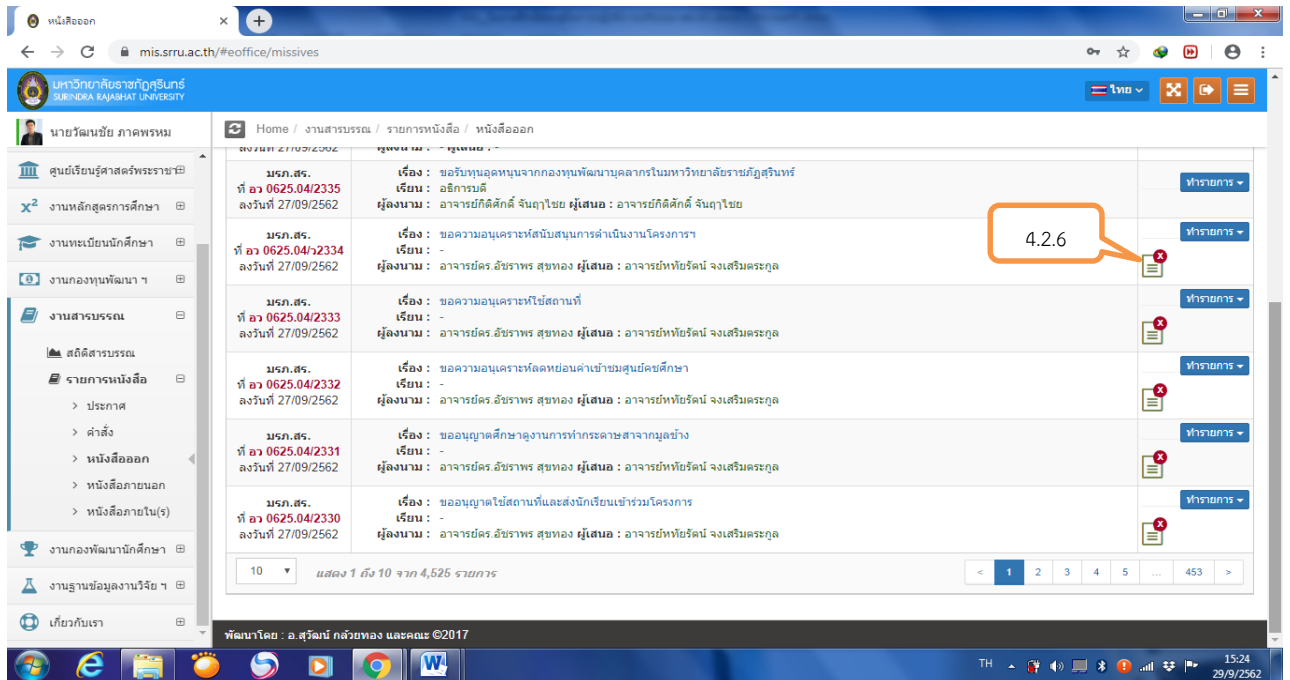 หนังสือออก
mis.srru.ac.th/#eoffice/missives
มหาวิทยาลัยราชภัฏสุรินทร์
SURINDRA RAJABHAT UNIVERSITY
ไทย
นายวัฒนชัย ภาคพรหม
Home / งานสารบรรณ / รายการหนังสือ / หนังสือออก
ศูนย์เรียนรู้ศาสตร์พระราชา
งานหลักสูตรการศึกษา
งานทะเบียนนักศึกษา
งานกองทุนพัฒนา ฯ
งานสารบรรณ
สถิติสารบรรณ
รายการหนังสือ
> ประกาศ
> คำสั่ง
> หนังสือออก
> หนังสือภายนอก
> หนังสือภายใน(ร)
งานกองพัฒนานักศึกษา
งานฐานข้อมูลงานวิจัย ฯ
เกี่ยวกับเรา
ลงวันที่ 27/09/2562 ผู้ลงนาม : - ผู้เสนอ : -
มรภ.สร. เรื่อง : ขอรับทุนอุดหนุนจากกองทุนพัฒนาบุคลากรในมหาวิทยาลัยราชภัฏสุรินทร์ ทำรายการ
ที่ อว 0625.04/2335 เรียน : อธิการบดี
ลงวันที่ 27/09/2562 ผู้ลงนาม : อาจารย์กิติศักดิ์ จันฤๅไชย ผู้เสนอ : อาจารย์กิติศักดิ์ จันฤๅไชย
มรภ.สร. เรื่อง : ขอความอนุเคราะห์สนับสนุนการดำเนินงานโครงการฯ ทำรายการ
4.2.6
ที่ อว 0625.04/ว2334 เรียน : -
ลงวันที่ 27/09/2562 ผู้ลงนาม : อาจารย์ดร.อัชราพร สุขทอง ผู้เสนอ : อาจารย์หทัยรัตน์ จงเสริมตระกูล
มรภ.สร. เรื่อง : ขอความอนุเคราะห์ใช้สถานที่ ทำรายการ
ที่ อว 0625.04/2333 เรียน : -
ลงวันที่ 27/09/2562 ผู้ลงนาม : อาจารย์ดร.อัชราพร สุขทอง ผู้เสนอ : อาจารย์หทัยรัตน์ จงเสริมตระกูล
มรภ.สร. เรื่อง : ขอความอนุเคราะห์ลดหย่อนค่าเข้าชมศูนย์คชศึกษา ทำรายการ
ที่ อว 0625.04/2332 เรียน : -
ลงวันที่ 27/09/2562 ผู้ลงนาม : อาจารย์ดร.อัชราพร สุขทอง ผู้เสนอ : อาจารย์หทัยรัตน์ จงเสริมตระกูล
มรภ.สร. เรื่อง : ขออนุญาตศึกษาดูงานการทำกระดาษสาจากมูลช้าง ทำรายการ
ที่ อว 0625.04/2331 เรียน : -
ลงวันที่ 27/09/2562 ผู้ลงนาม : อาจารย์ดร.อัชราพร สุขทอง ผู้เสนอ : อาจารย์หทัยรัตน์ จงเสริมตระกูล
มรภ.สร. เรื่อง : ขออนุญาตใช้สถานที่และส่งนักเรียนเข้าร่วมโครงการ ทำรายการ
ที่ อว 0625.04/2330 เรียน : -
ลงวันที่ 27/09/2562 ผู้ลงนาม : อาจารย์ดร.อัชราพร สุขทอง ผู้เสนอ : อาจารย์หทัยรัตน์ จงเสริมตระกูล
10 แสดง 1 ถึง 10 จาก 4,525 รายการ < 1 2 3 4 5 ... 453 >
พัฒนาโดย : อ.สุวัฒน์ กล้วยทอง และคณะ ©2017
TH 15:24
29/9/2562